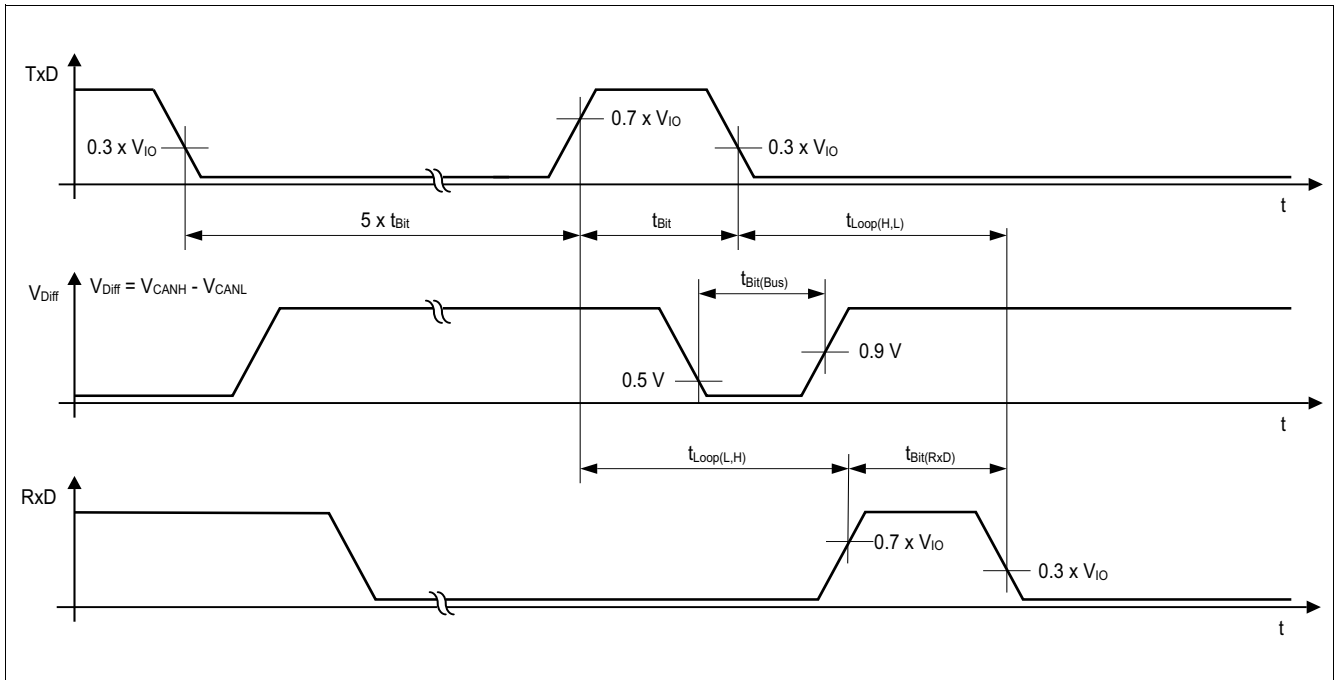 TxD
0.3 x VIO
0.7 x VIO
0.3 x VIO
t
5 x tBit
tBit
tLoop(H,L)
VDiff
VDiff = VCANH - VCANL
tBit(Bus)
0.5 V
0.9 V
t
tLoop(L,H)
tBit(RxD)
RxD
0.7 x VIO
0.3 x VIO
t